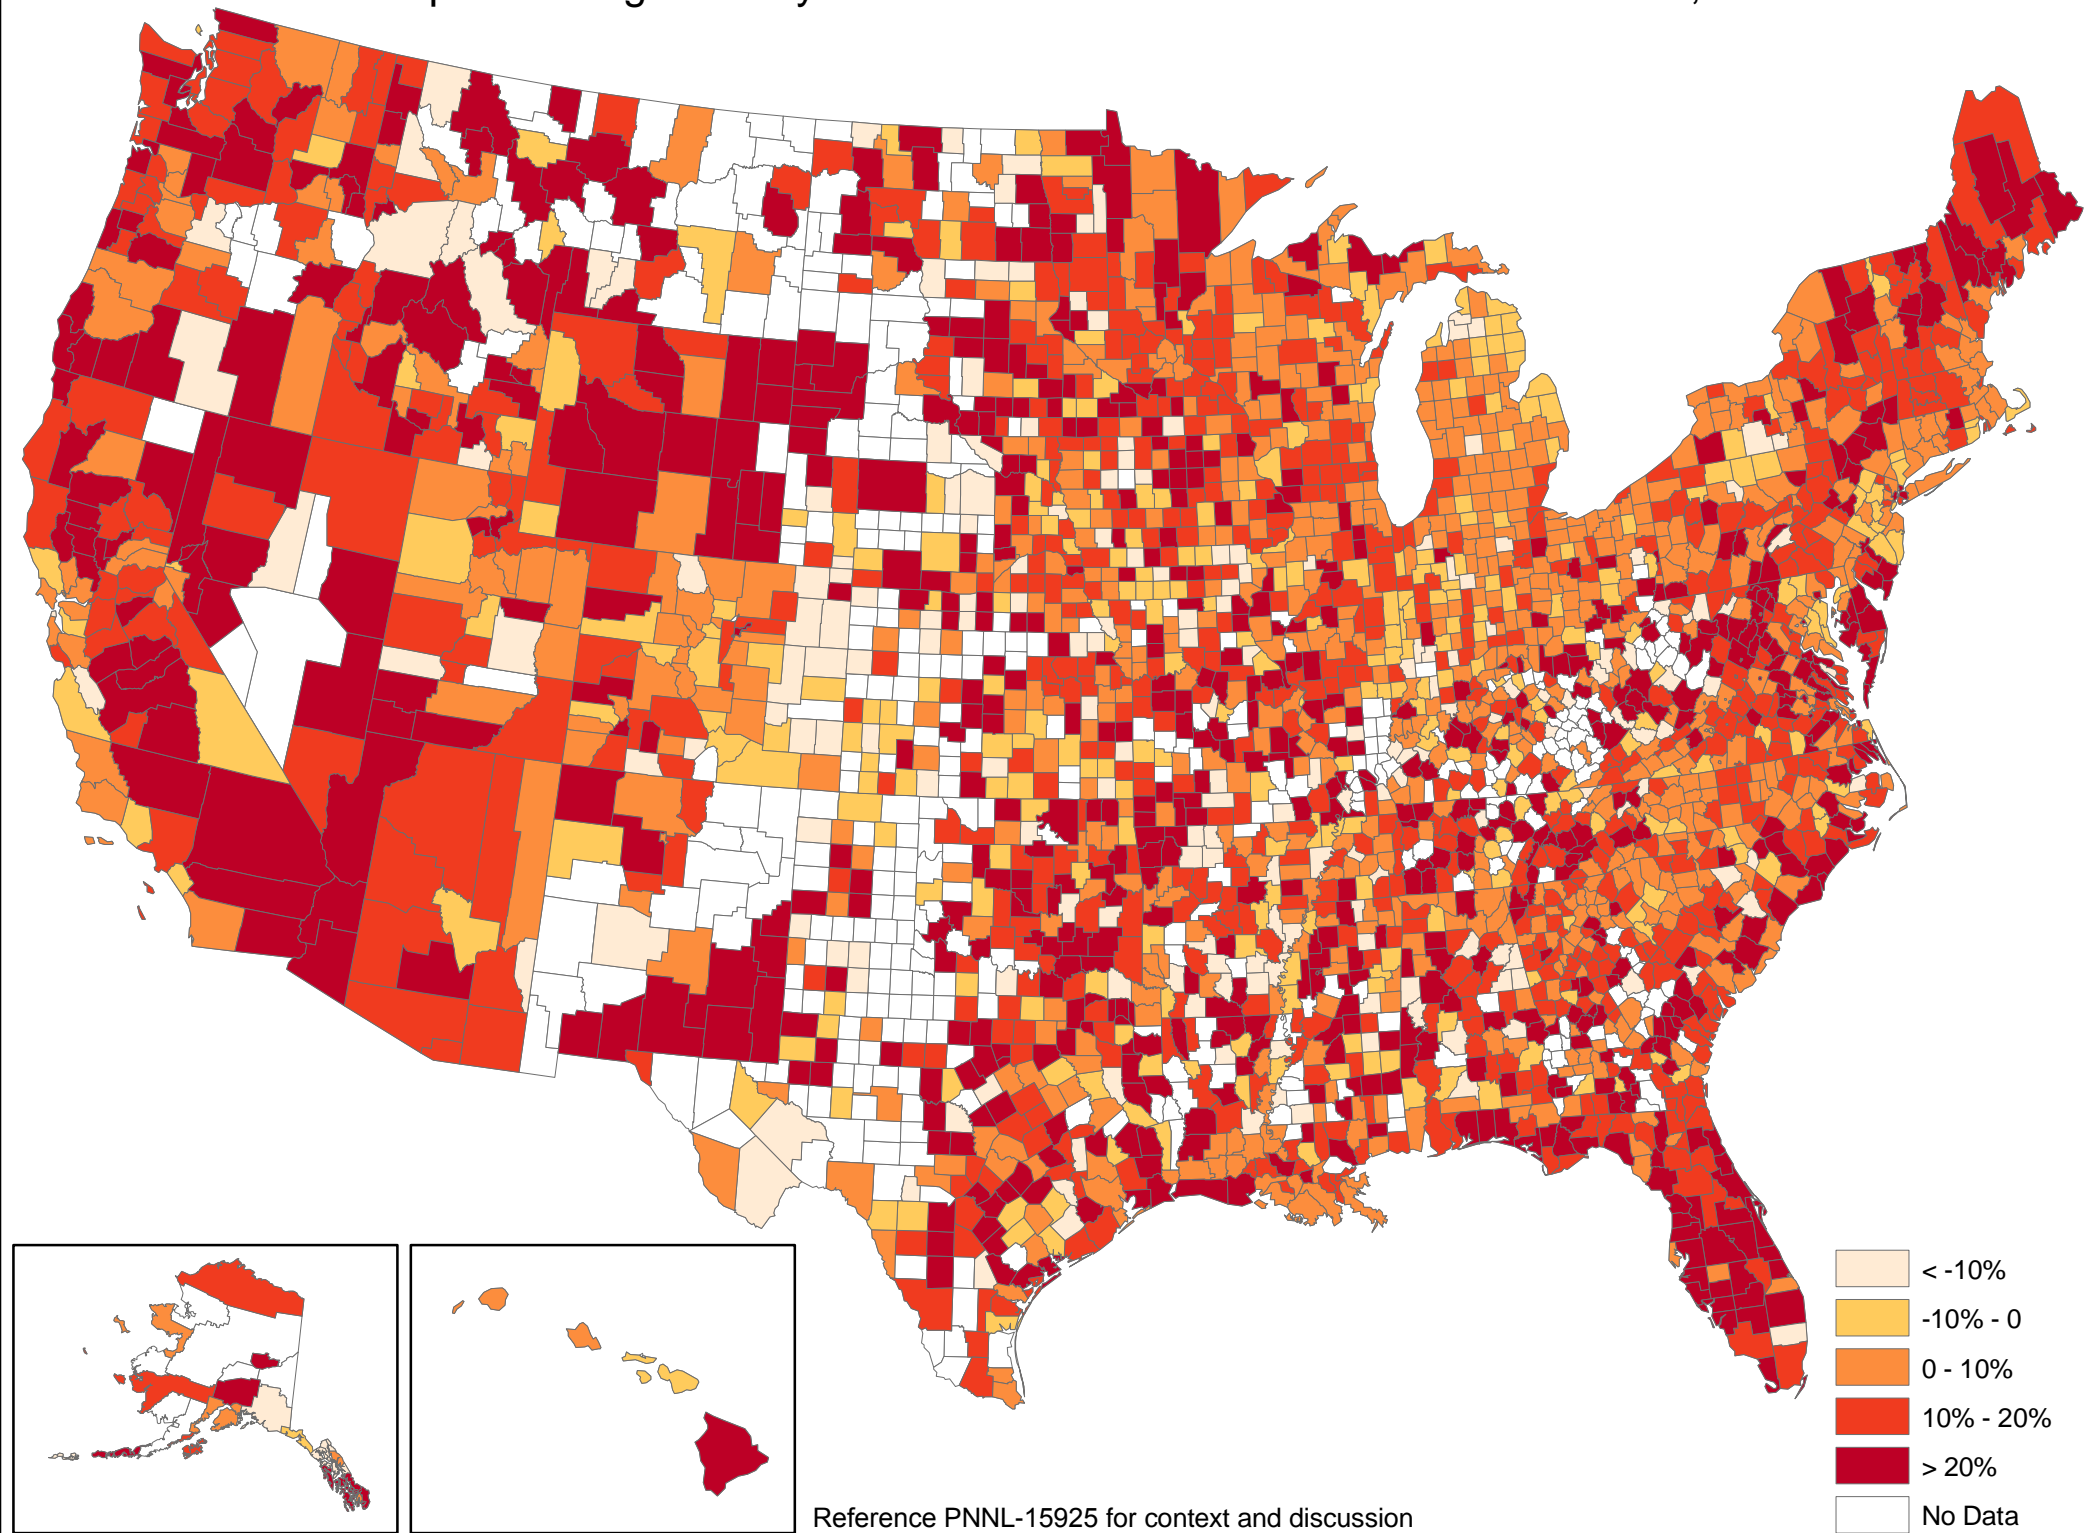 < -10%
-10% - 0
0 - 10%
10% - 20%
> 20%
No Data
Reference PNNL-15925 for context and discussion